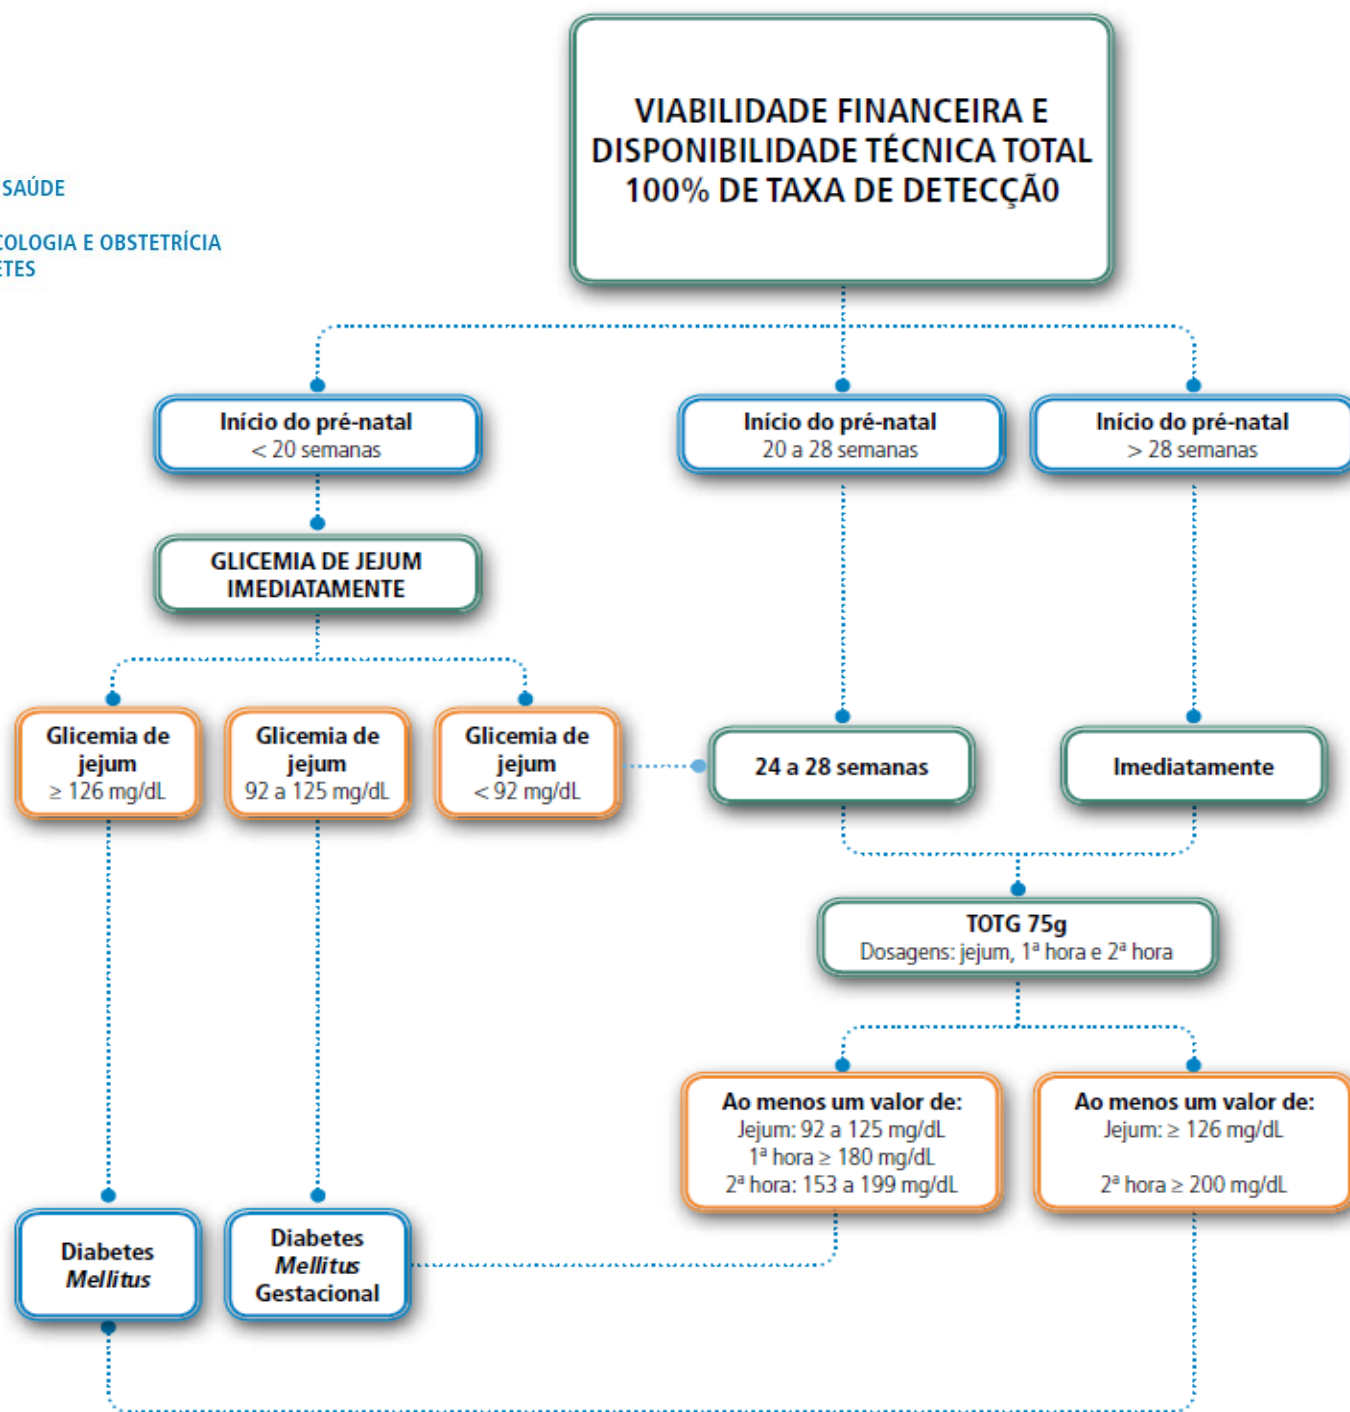 SAÚDE
COLOGIA E OBSTETRÍCIA
ETES
VIABILIDADE FINANCEIRA E
DISPONIBILIDADE TÉCNICA TOTAL
100% DE TAXA DE DETECÇÃ0
Início do pré-natal
< 20 semanas
Início do pré-natal
20 a 28 semanas
Início do pré-natal
> 28 semanas
GLICEMIA DE JEJUM
IMEDIATAMENTE
Glicemia de
jejum
≥ 126 mg/dL
Glicemia de
jejum
92 a 125 mg/dL
Glicemia de
jejum
< 92 mg/dL
24 a 28 semanas
Imediatamente
TOTG 75g
Dosagens: jejum, 1ª hora e 2ª hora
Ao menos um valor de:
Jejum: 92 a 125 mg/dL
1ª hora ≥ 180 mg/dL
2ª hora: 153 a 199 mg/dL
Ao menos um valor de:
Jejum: ≥ 126 mg/dL
2ª hora ≥ 200 mg/dL
Diabetes
Mellitus
Diabetes
Mellitus
Gestacional